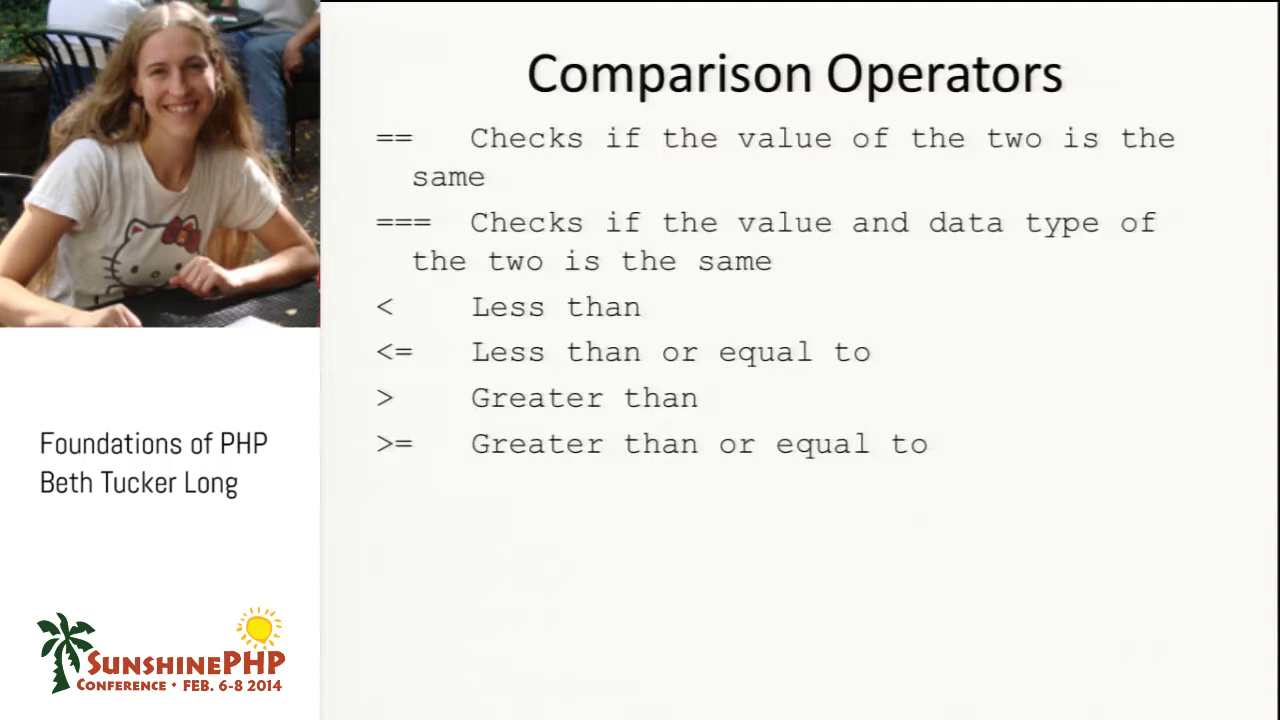 Comparison Operators
== Checks if the value of the two is the
same
=== Checks if the value and data type of
the two is the same
< Less than
<= Less than or equal to
> Greater than
>= Greater than or equal to
Foundations of PHP
Beth Tucker Long
SUNSHINEPHP
CONFERENCE • FEB. 6-8 2014